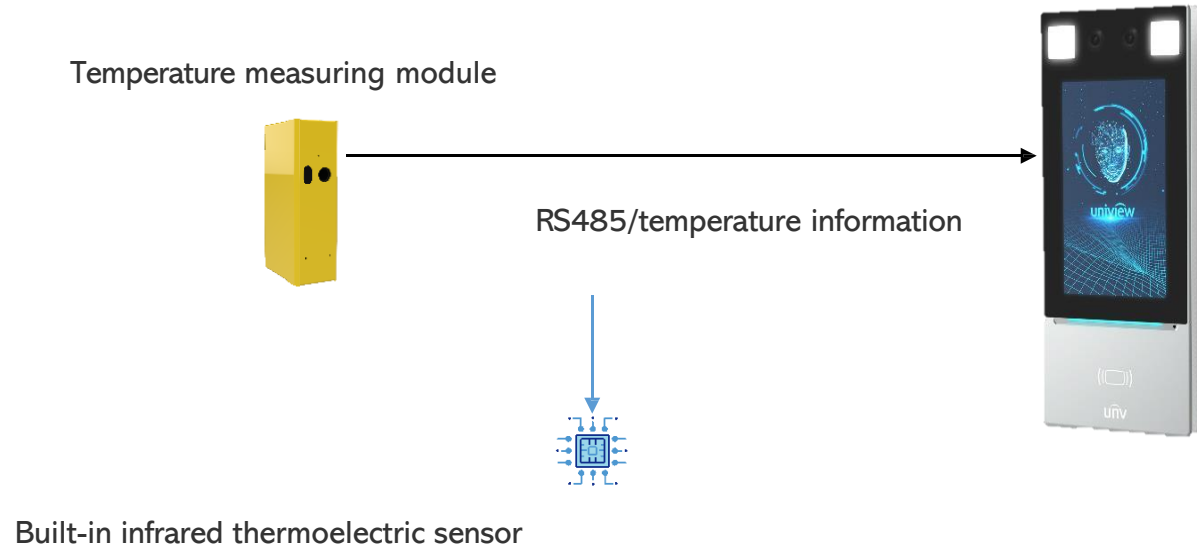 Temperature measuring module
RS485/temperature information
uniview
unv
Built-in infrared thermoelectric sensor